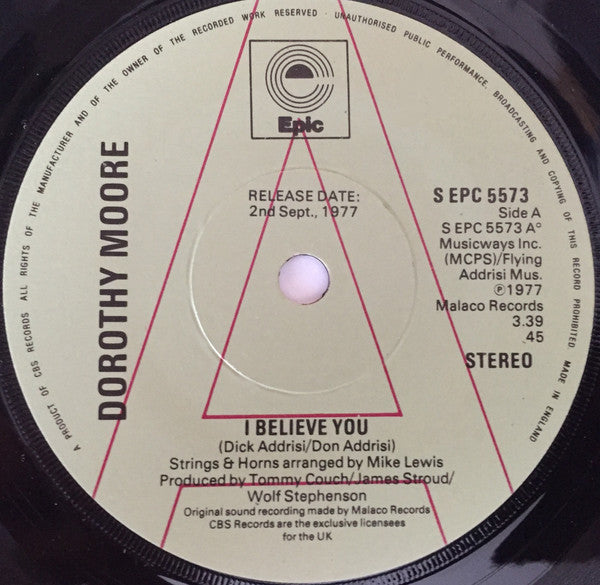 ALL RIGHTS OF THE MANUFACTURER AND OF THE OWNER OF THE RECORDED WORK RESERVED · UNAUTHORISED PUBLIC PERFORMANCE, BROADCASTING AND COPYING OF THIS RECORD PROHIBITED MADE IN ENGLAND
A PRODUCT OF CBS RECORDS
Epic
DOROTHY MOORE
RELEASE DATE:
2nd Sept., 1977
S EPC 5573
Side A
S EPC 5573 A°
Musicways Inc.
(MCPS)/Flying
Addrisi Mus.
℗1977
Malaco Records
3.39
45
STEREO
I BELIEVE YOU
(Dick Addrisi/Don Addrisi)
Strings & Horns arranged by Mike Lewis
Produced by Tommy Couch/James Stroud/
Wolf Stephenson
Original sound recording made by Malaco Records
CBS Records are the exclusive licensees
for the UK